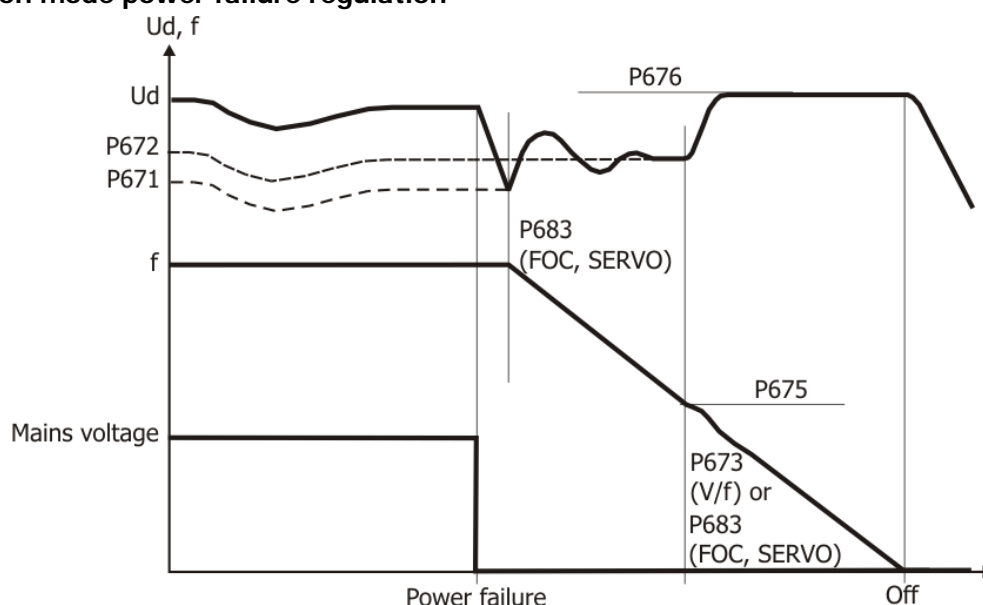 on mode power failure regulation
Ud, f
P676
Ud
P672
P671
P683
(FOC, SERVO)
f
P675
Mains voltage
P673
(V/f) or
P683
(FOC, SERVO)
Power failure
Off